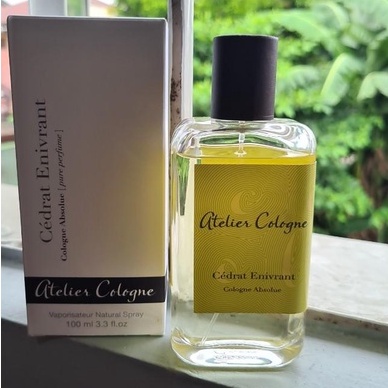 Cédrat Enivrant
Cologne Absolue [pure perfume]
Atelier Cologne
Vaporisateur Natural Spray
100 ml 3.3 fl.oz
Atelier Cologne
Cédrat Enivrant
Cologne Absolue